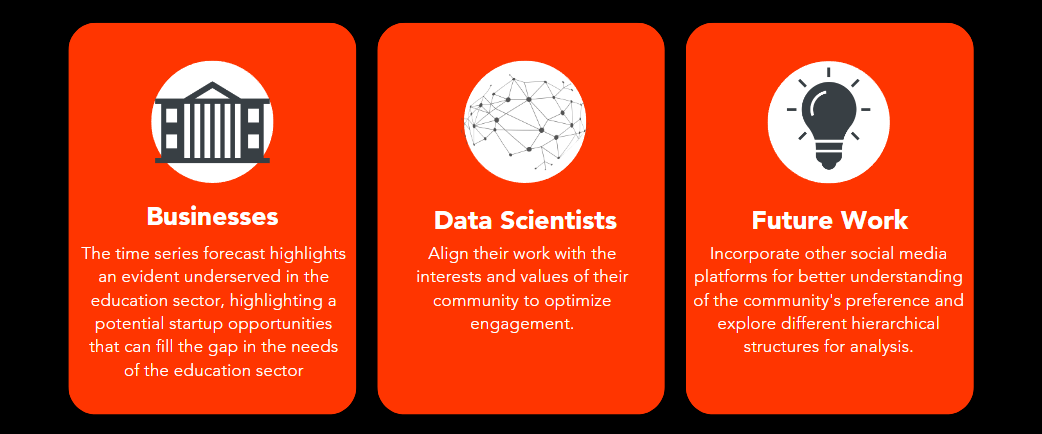 Businesses
The time series forecast highlights
an evident underserved in the
education sector, highlighting a
potential startup opportunities
that can fill the gap in the needs
of the education sector
Data Scientists
Align their work with the
interests and values of their
community to optimize
engagement.
Future Work
Incorporate other social media
platforms for better understanding
of the community's preference and
explore different hierarchical
structures for analysis.